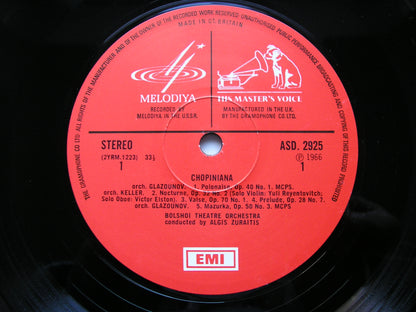 THE GRAMOPHONE CO LTD. ALL RIGHTS OF THE MANUFACTURER AND OF THE OWNER OF THE RECORDED WORK RESERVED · UNAUTHORISED PUBLIC PERFORMANCE BROADCASTING AND COPYING OF THIS RECORD PROHIBITED
MADE IN GT. BRITAIN
MELODIYA
"HIS MASTER'S VOICE"
RECORDED BY
MELODIYA IN THE U.S.S.R.
MANUFACTURED IN THE U.K.
BY THE GRAMOPHONE CO. LTD.
STEREO
ASD. 2925
(2YRM.1223) 33⅓
℗ 1966
1
1
CHOPINIANA
orch. GLAZOUNOV. 1. Polonaise, Op. 40 No. 1. MCPS.
orch. KELLER. 2. Nocturne, Op. 32 No. 2 (Solo Violin: Yuli Reyentovitch;
Solo Oboe: Victor Elston) 3. Valse, Op. 70 No. 1. 4. Prelude, Op. 28 No. 7.
orch. GLAZOUNOV. 5. Mazurka, Op. 50 No. 3. MCPS
BOLSHOI THEATRE ORCHESTRA
conducted by ALGIS ZURAITIS
EMI